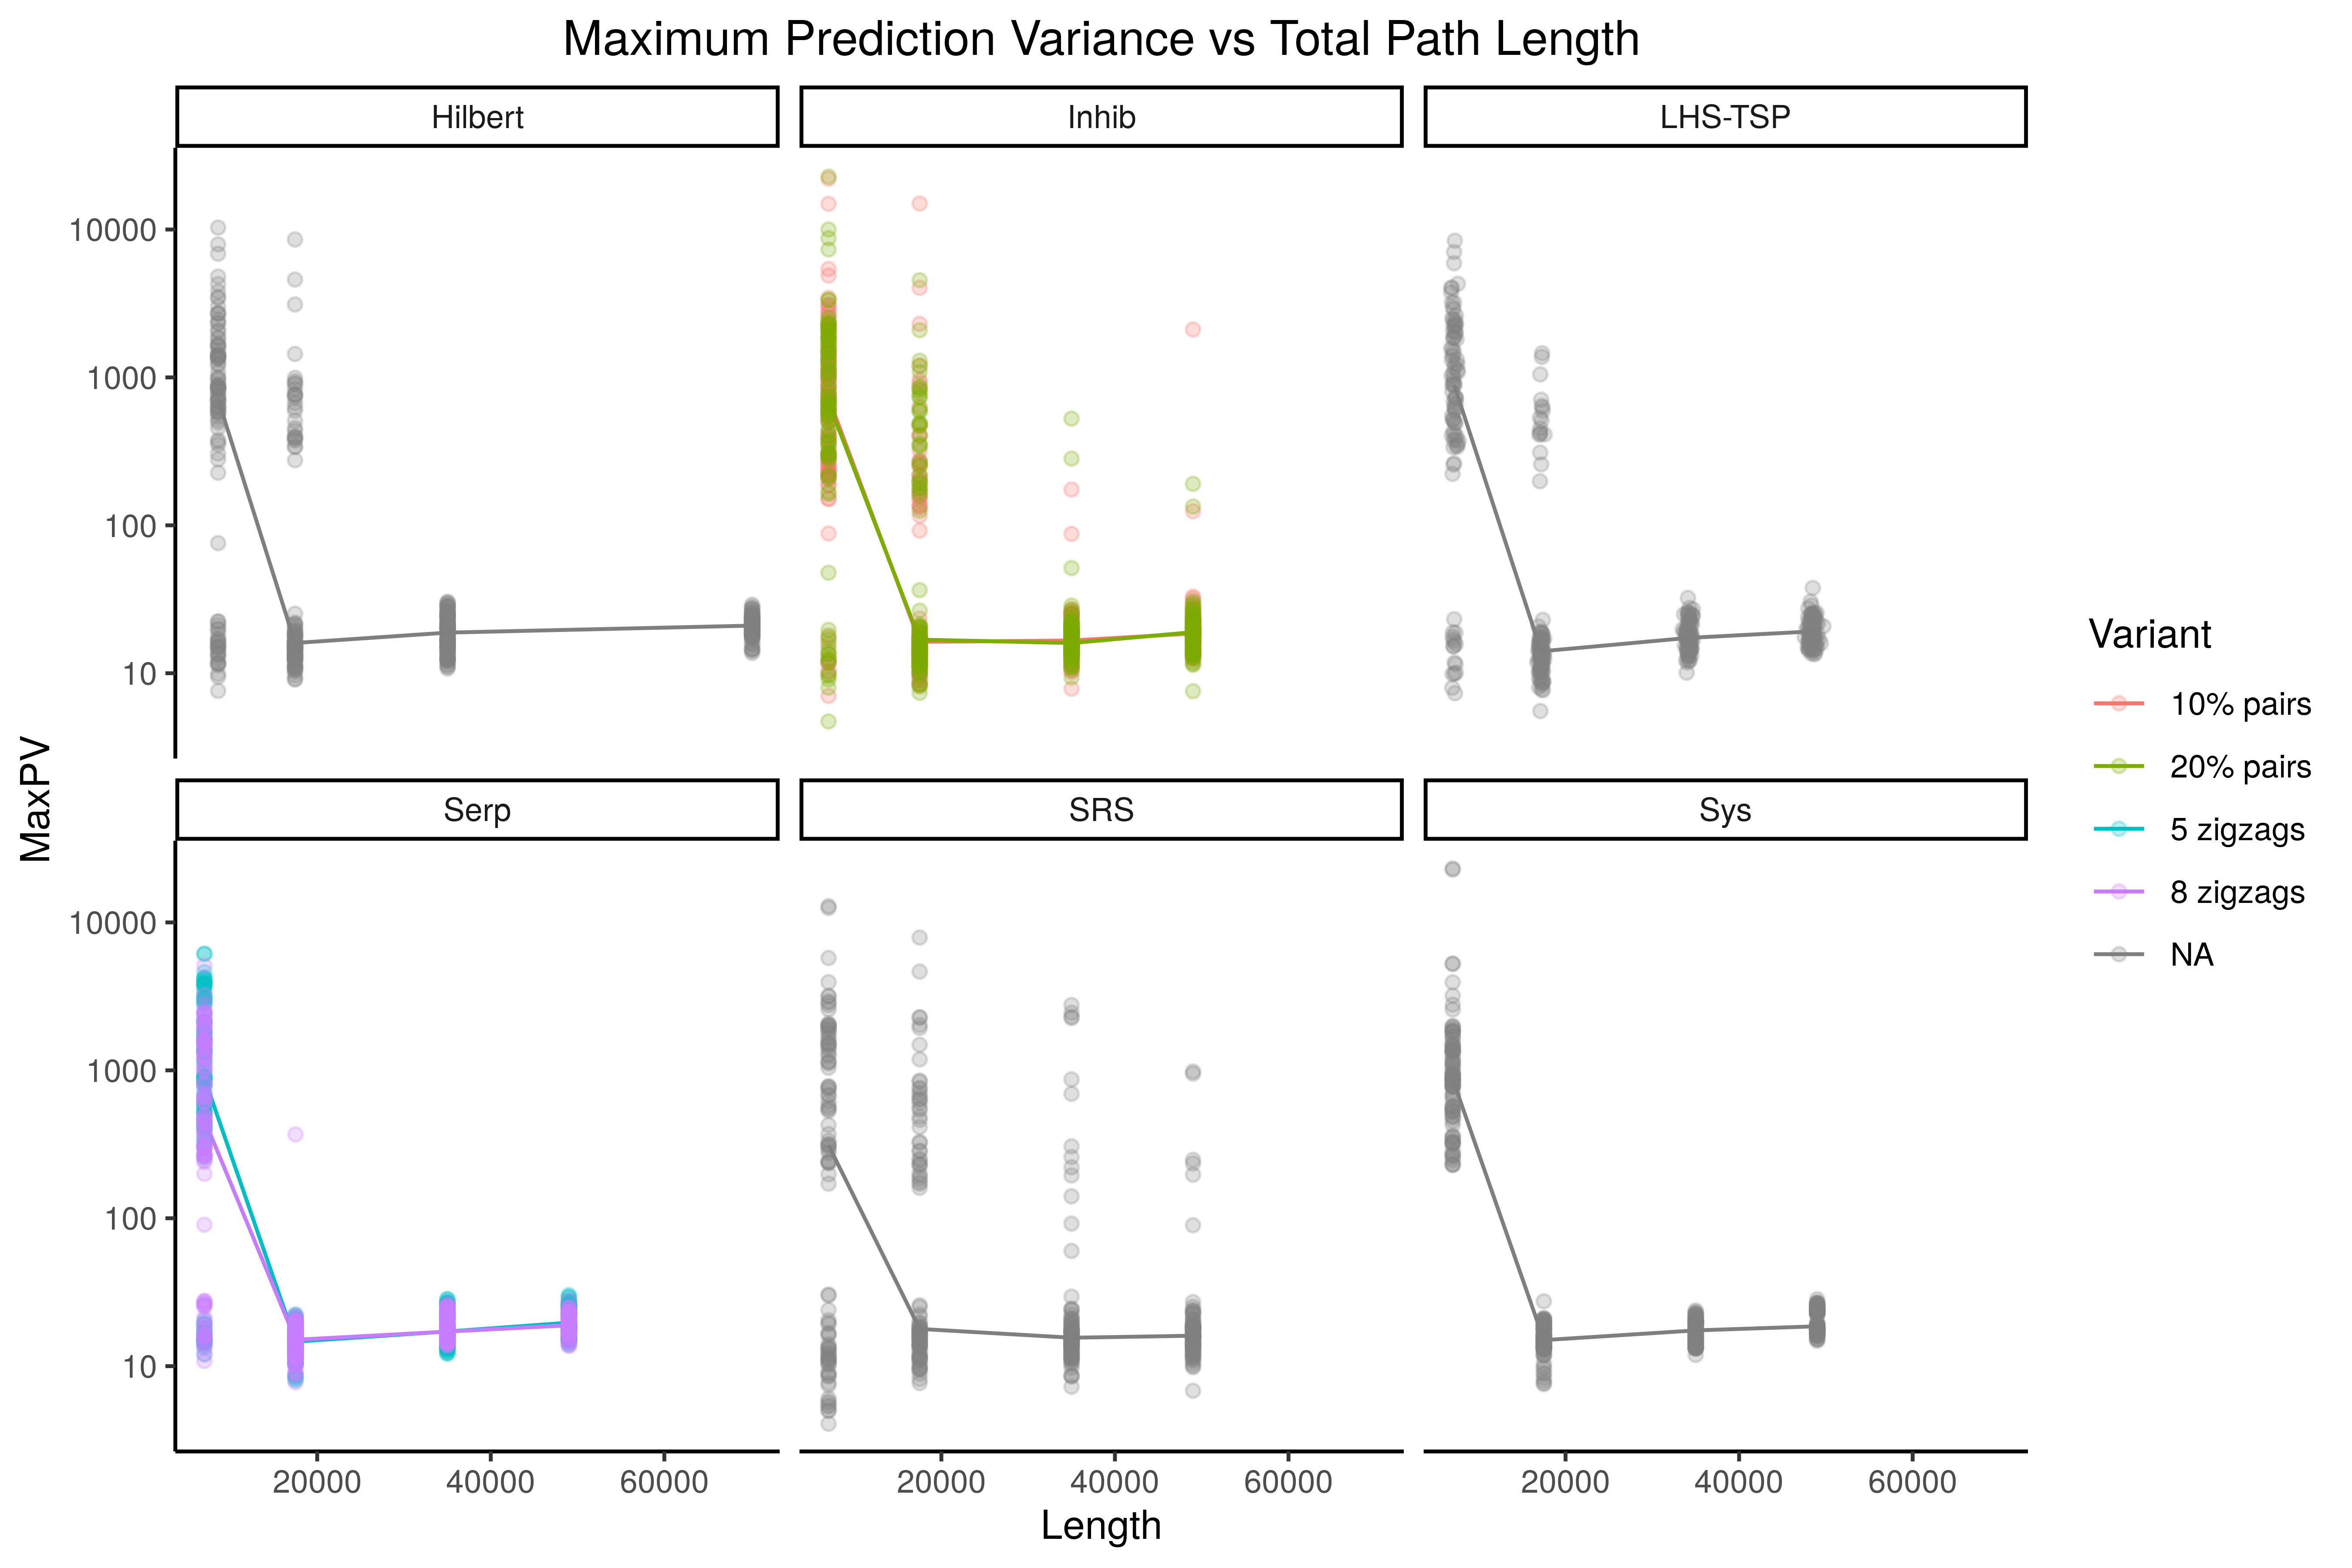 Maximum Prediction Variance vs Total Path Length
Hilbert
Inhib
LHS-TSP
10000
1000
100
10
MaxPV
Serp
SRS
Sys
10000
1000
100
10
20000 40000 60000
20000 40000 60000
20000 40000 60000
Length
Variant
10% pairs
20% pairs
5 zigzags
8 zigzags
NA